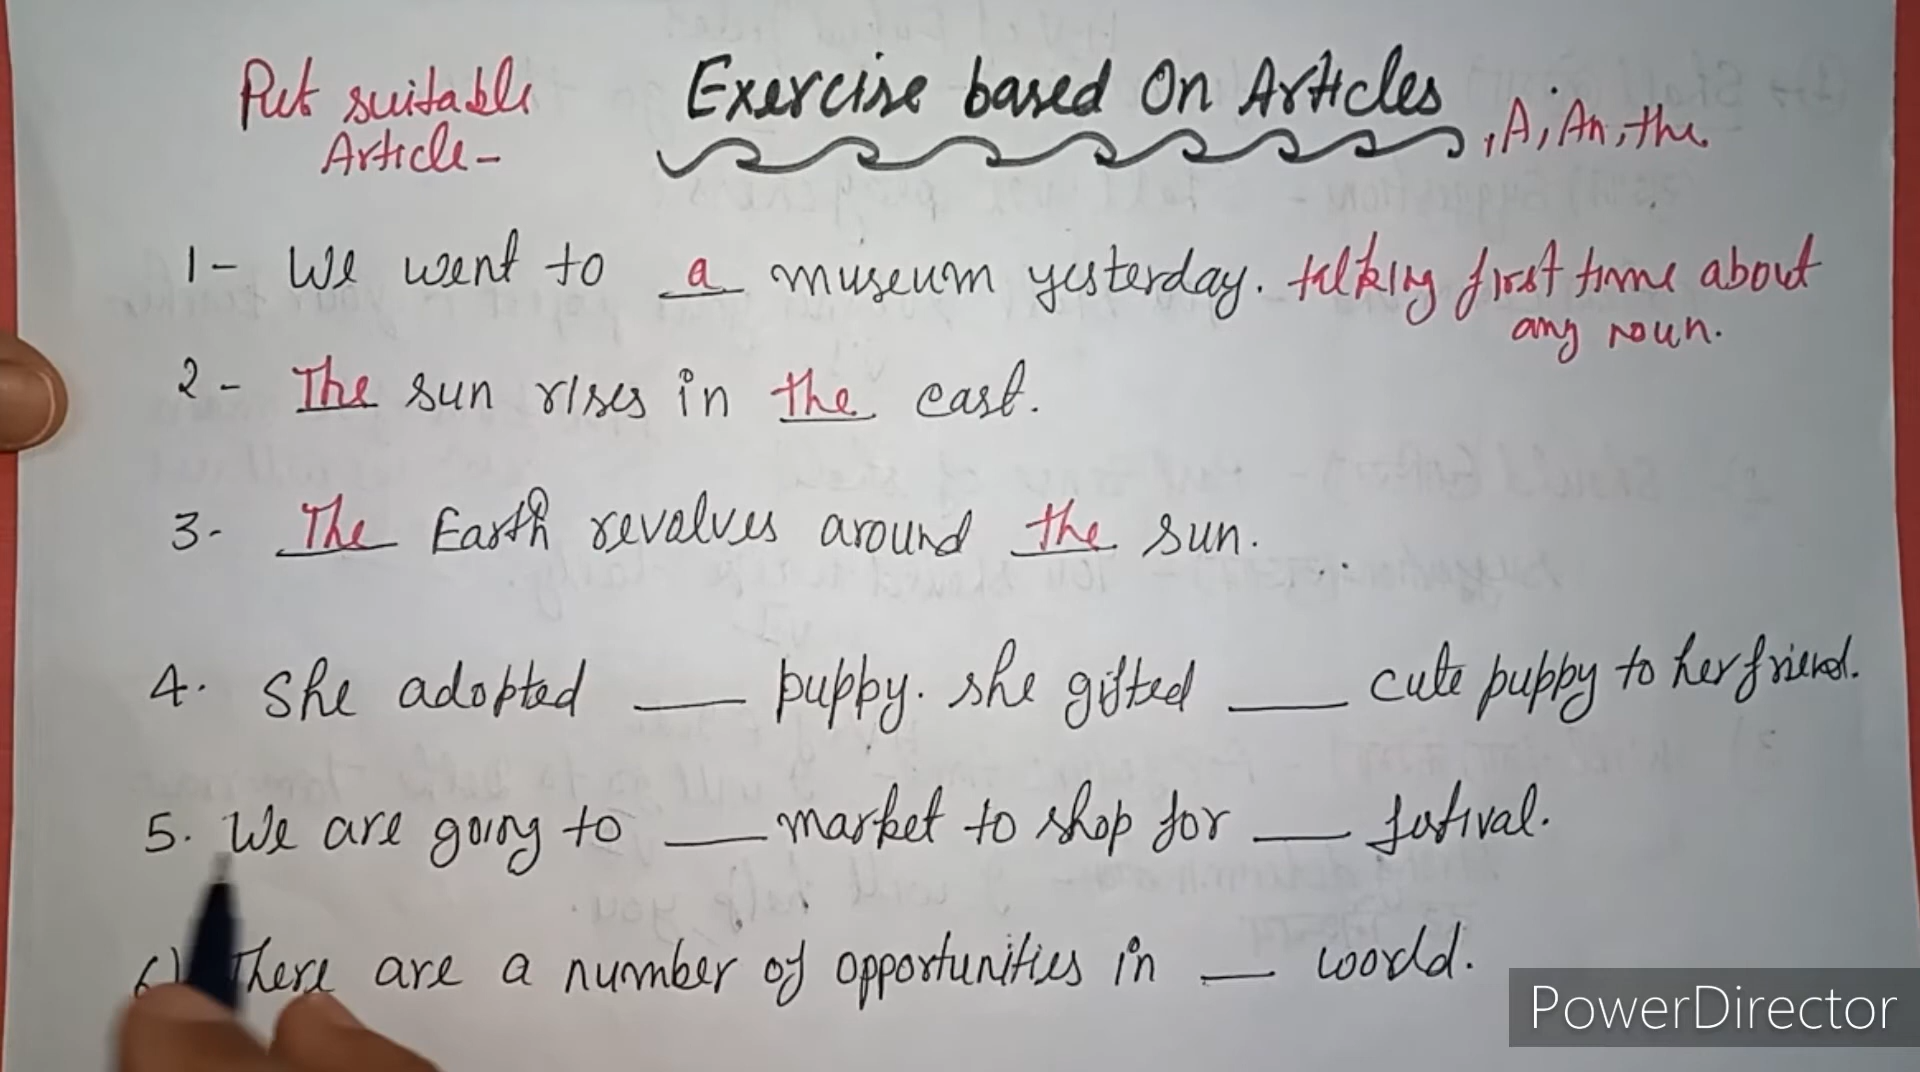 Put suitable Exercise based On Articles
Article- , A, An, the
1- We went to a museum yesterday. talking first time about
any noun.
2- The sun rises in the east.
3- The Earth revolves around the sun.
4. She adopted ___ puppy. she gifted ___ cute puppy to her friend.
5. We are going to ___ market to shop for ___ festival.
6) There are a number of opportunities in ___ world.
PowerDirector